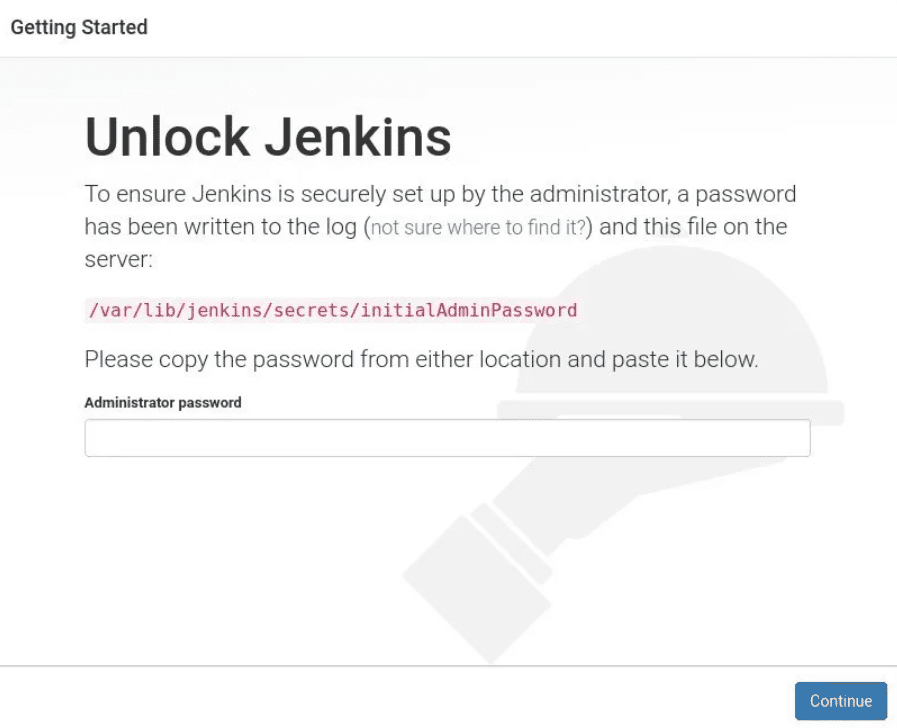 Getting Started
Unlock Jenkins
To ensure Jenkins is securely set up by the administrator, a password
has been written to the log (not sure where to find it?) and this file on the
server:
/var/lib/jenkins/secrets/initialAdminPassword
Please copy the password from either location and paste it below.
Administrator password
Continue